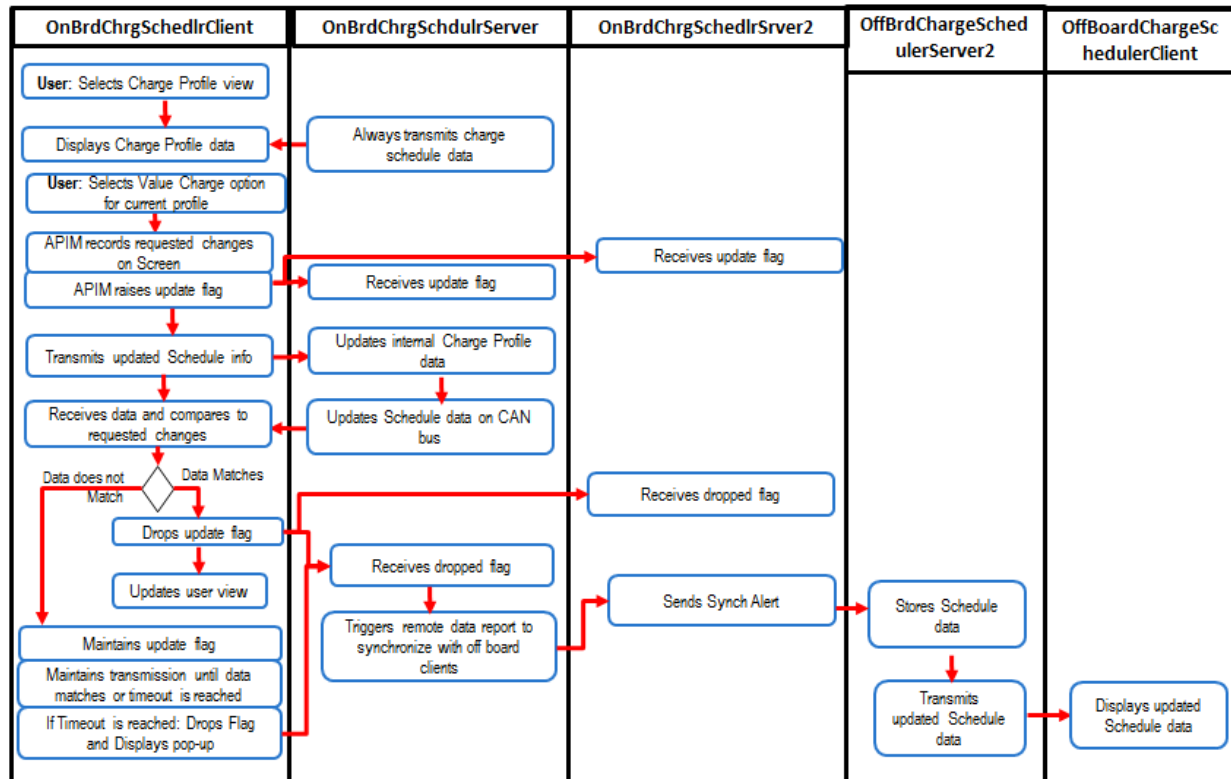 OnBrdChrgSchedlrClient
OnBrdChrgSchdulrServer
OnBrdChrgSchedlrSrver2
OffBrdChargeSched
ulerServer2
OffBoardChargeSc
hedulerClient
User: Selects Charge Profile view
Displays Charge Profile data
Always transmits charge
schedule data
User: Selects Value Charge option
for current profile
APIM records requested changes
on Screen
Receives update flag
APIM raises update flag
Receives update flag
Transmits updated Schedule info
Updates internal Charge Profile
data
Receives data and compares to
requested changes
Updates Schedule data on CAN
bus
Data does not
Match
Data Matches
Receives dropped flag
Drops update flag
Receives dropped flag
Updates user view
Sends Synch Alert
Stores Schedule
data
Triggers remote data report to
synchronize with off board
clients
Maintains update flag
Maintains transmission until data
matches or timeout is reached
If Timeout is reached: Drops Flag
and Displays pop-up
Transmits
updated Schedule
data
Displays updated
Schedule data